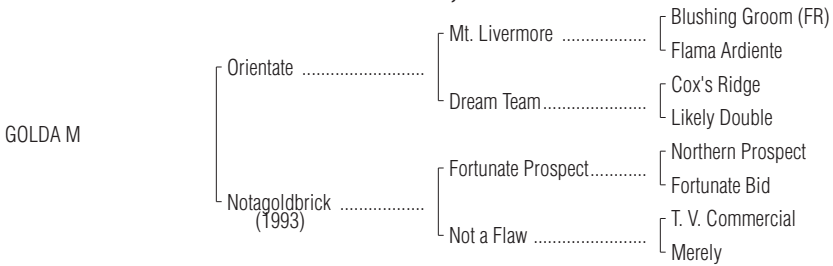 Blushing Groom (FR)
Mt. Livermore ....................
Flama Ardiente
Orientate ............................
Cox's Ridge
Dream Team........................
Likely Double
GOLDA M
Northern Prospect
Fortunate Prospect.............
Fortunate Bid
Notagoldbrick ...................
(1993)
T. V. Commercial
Not a Flaw ..........................
Merely